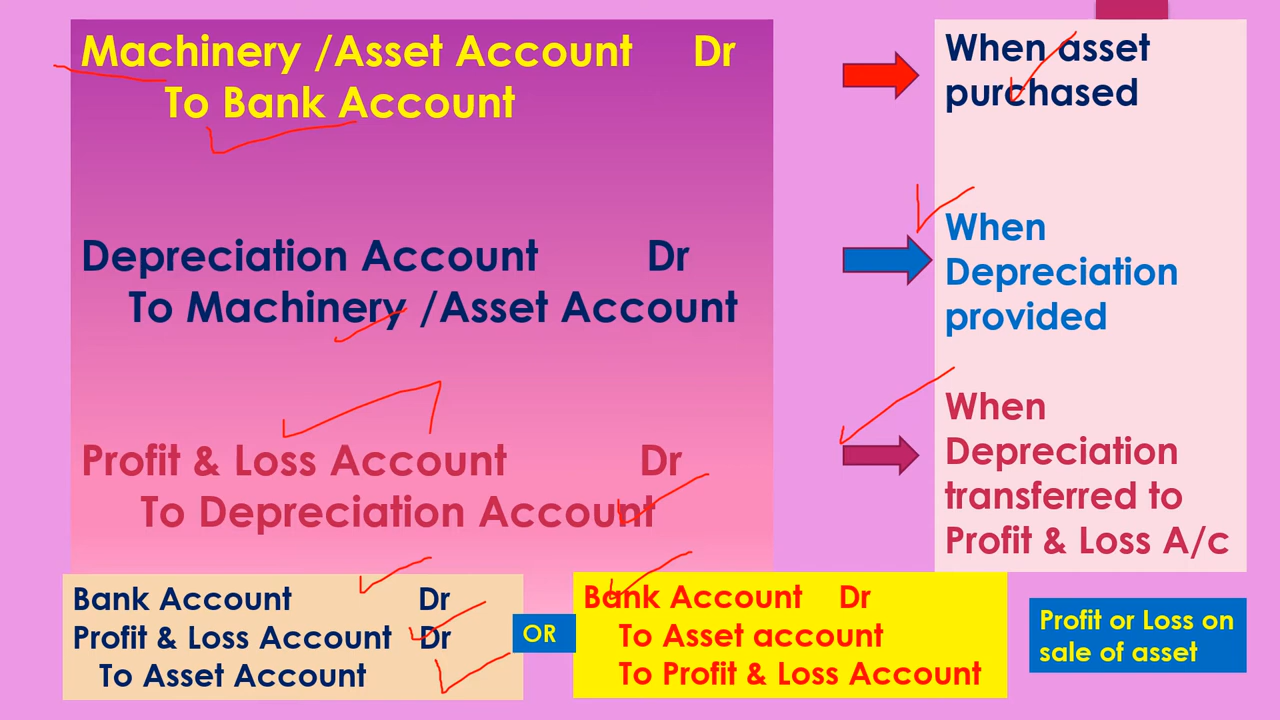 Machinery /Asset Account Dr
To Bank Account
When asset
purchased
Depreciation Account Dr
To Machinery /Asset Account
When
Depreciation
provided
Profit & Loss Account Dr
To Depreciation Account
When
Depreciation
transferred to
Profit & Loss A/c
Bank Account Dr
Profit & Loss Account Dr
To Asset Account
OR
Bank Account Dr
To Asset account
To Profit & Loss Account
Profit or Loss on
sale of asset